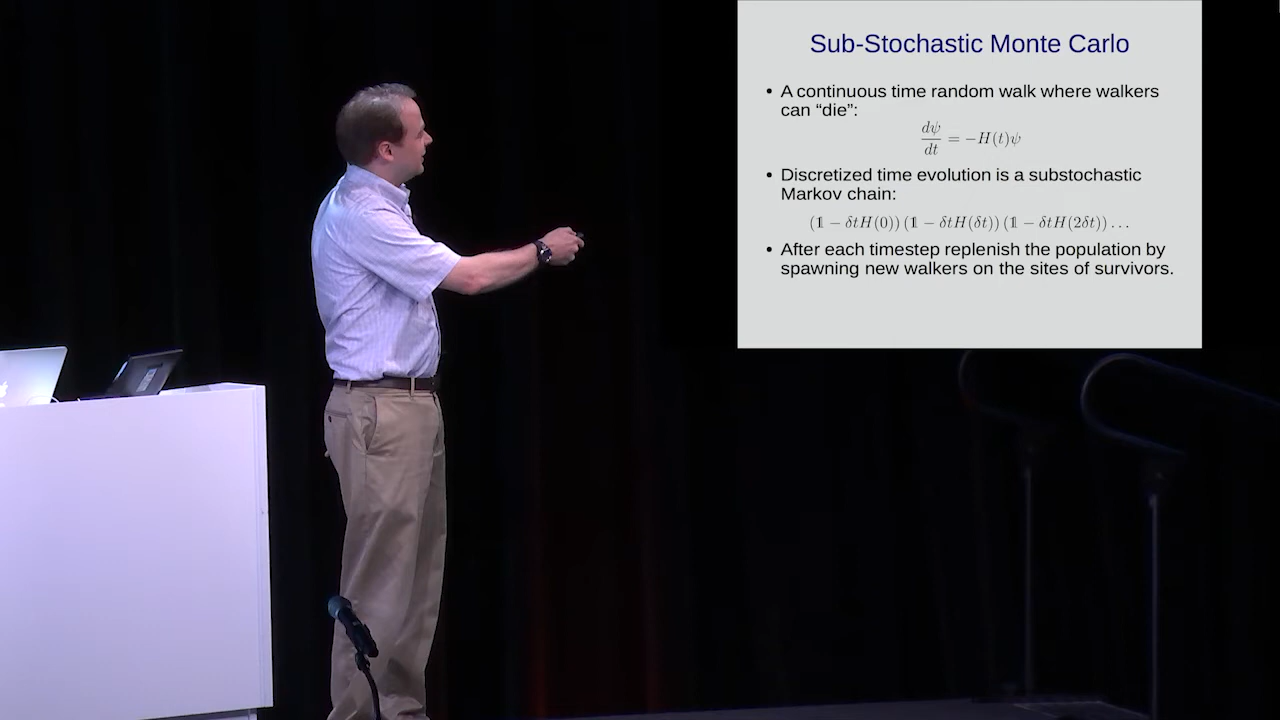 Sub-Stochastic Monte Carlo
• A continuous time random walk where walkers
can “die”:
dψ/dt = −H(t)ψ
• Discretized time evolution is a substochastic
Markov chain:
(𝟙 − δtH(0)) (𝟙 − δtH(δt)) (𝟙 − δtH(2δt)) . . .
• After each timestep replenish the population by
spawning new walkers on the sites of survivors.